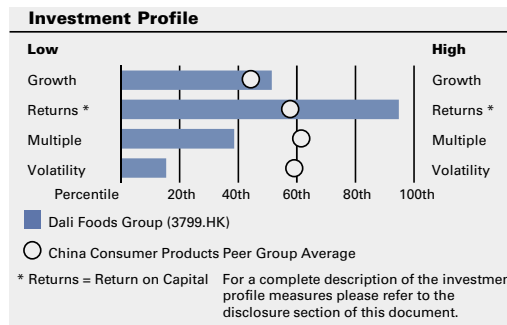 Investment Profile
Low High
Growth Growth
Returns * Returns *
Multiple Multiple
Volatility Volatility
Percentile 20th 40th 60th 80th 100th
Dali Foods Group (3799.HK)
China Consumer Products Peer Group Average
* Returns = Return on Capital For a complete description of the investmer
profile measures please refer to the
disclosure section of this document.